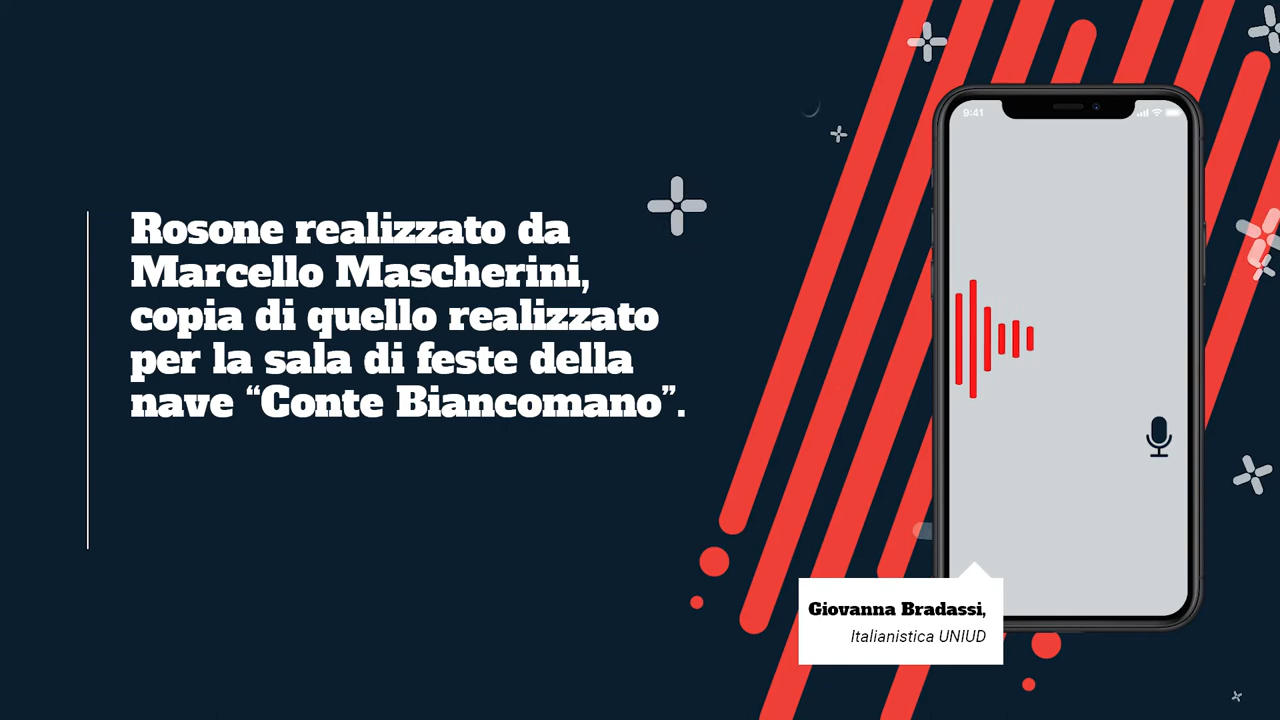 Rosone realizzato da
Marcello Mascherini,
copia di quello realizzato
per la sala di feste della
nave “Conte Biancomano”.
9:41
Giovanna Bradassi,
Italianistica UNIUD